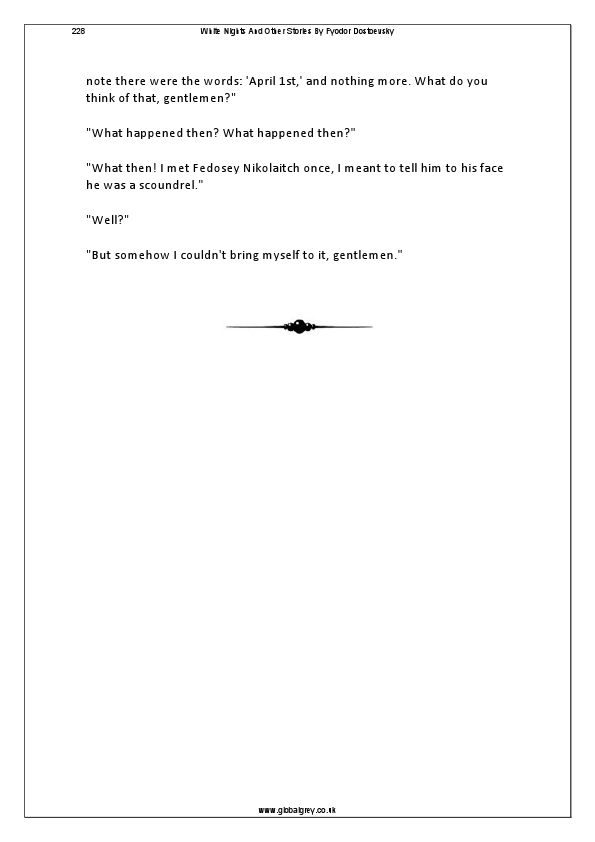 228 White Nights And Other Stories By Fyodor Dostoevsky
note there were the words: 'April 1st,' and nothing more. What do you
think of that, gentlemen?"
"What happened then? What happened then?"
"What then! I met Fedosey Nikolaitch once, I meant to tell him to his face
he was a scoundrel."
"Well?"
"But somehow I couldn't bring myself to it, gentlemen."
www.globalgrey.co.uk